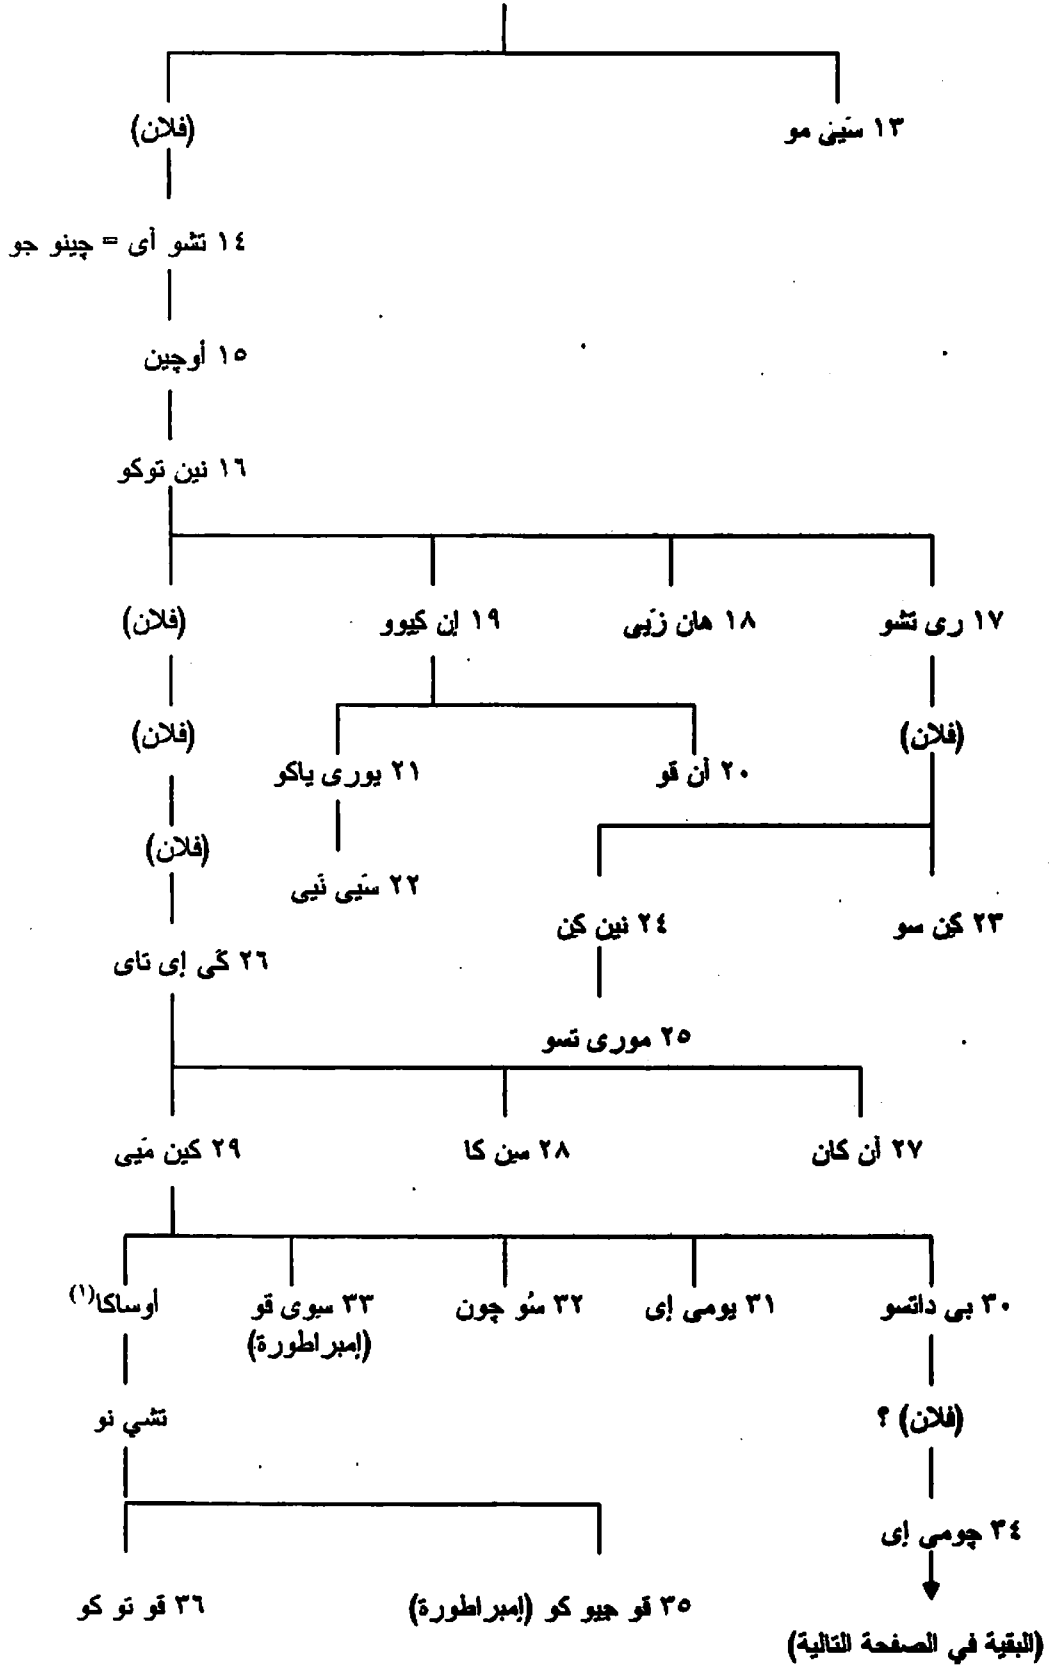 ١٣ سَيني مو
(فلان)
١٤ تشو أى = چينو جو
١٥ أوچين
١٦ نين توكو
١٧ رى تشو
١٨ هان زَيى
١٩ إن كيوو
(فلان)
(فلان)
(فلان)
٢٠ أن قو
٢١ يورى ياكو
(فلان)
٢٢ سَيى نَيى
٢٣ كَن سو
٢٤ نين كن
٢٦ كَى إى تاى
٢٥ مورى تسو
٢٧ أن كان
٢٨ سن كا
٢٩ كين مَيى
٣٠ بى داتسو
٣١ يومى إى
٣٢ سُو چون
٣٣ سيوى قو
(إمبراطورة)
اوساكا(١)
(فلان) ؟
تشي نو
٣٤ چومى إى
٣٥ قو جيو كو (إمبراطورة)
٣٦ قو تو كو
(البقية في الصفحة التالية)